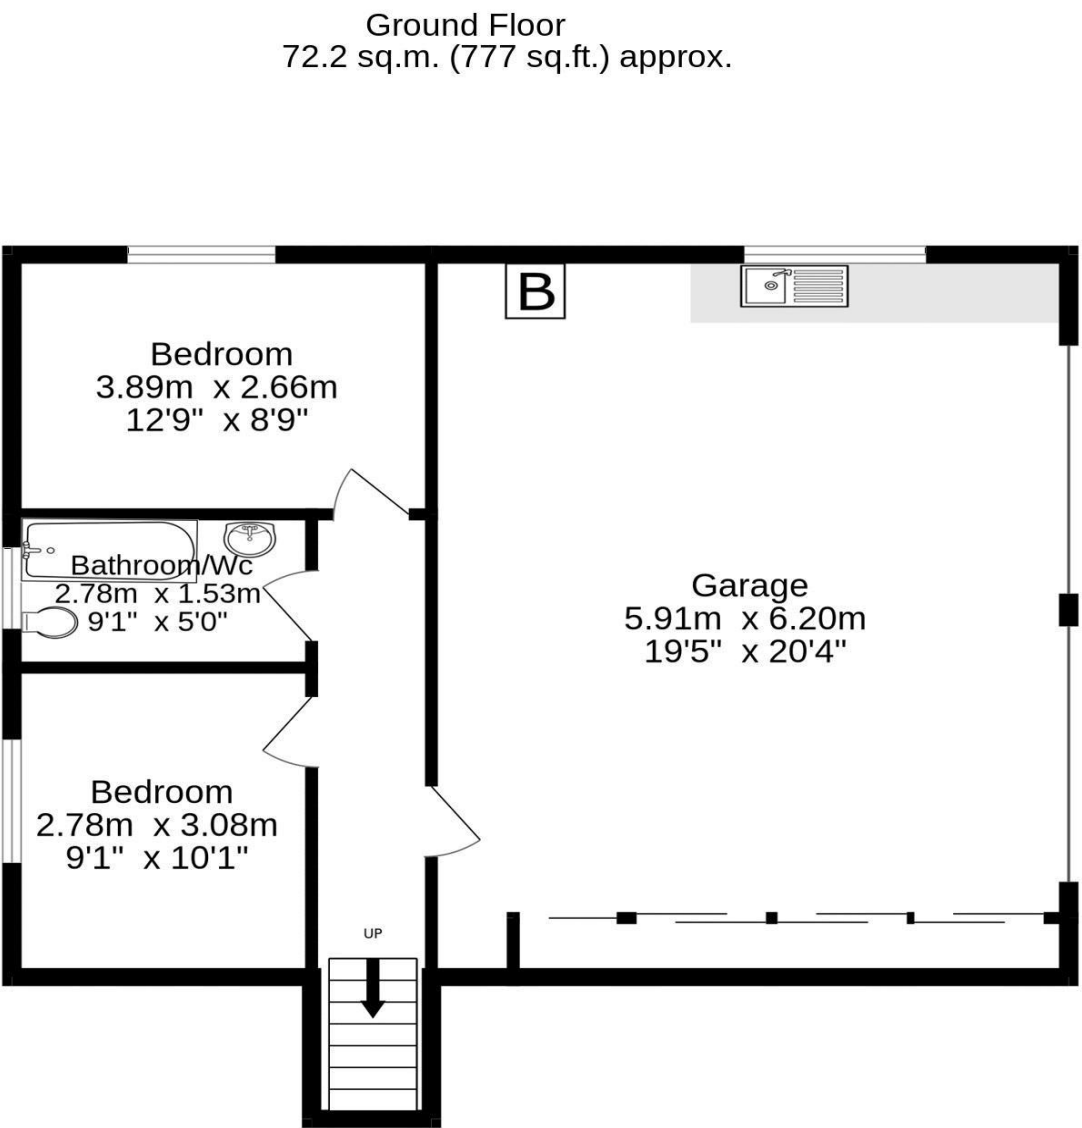 Ground Floor
72.2 sq.m. (777 sq.ft.) approx.
B
Bedroom
3.89m x 2.66m
12'9" x 8'9"
Bathroom/Wc
2.78m x 1.53m
9'1" x 5'0"
Garage
5.91m x 6.20m
19'5" x 20'4"
Bedroom
2.78m x 3.08m
9'1" x 10'1"
UP